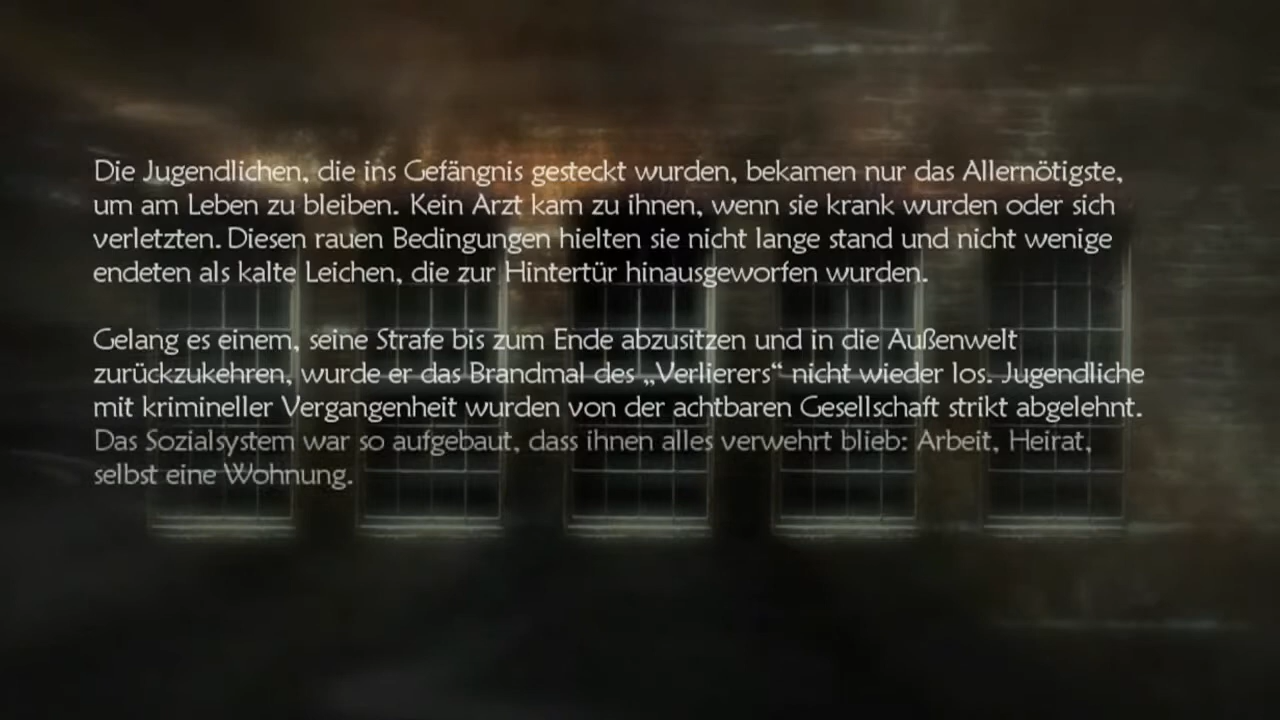 Die Jugendlichen, die ins Gefängnis gesteckt wurden, bekamen nur das Allernötigste,
um am Leben zu bleiben. Kein Arzt kam zu ihnen, wenn sie krank wurden oder sich
verletzten. Diesen rauen Bedingungen hielten sie nicht lange stand und nicht wenige
endeten als kalte Leichen, die zur Hintertür hinausgeworfen wurden.
Gelang es einem, seine Strafe bis zum Ende abzusitzen und in die Außenwelt
zurückzukehren, wurde er das Brandmal des „Verlierers“ nicht wieder los. Jugendliche
mit krimineller Vergangenheit wurden von der achtbaren Gesellschaft strikt abgelehnt.
Das Sozialsystem war so aufgebaut, dass ihnen alles verwehrt blieb: Arbeit, Heirat,
selbst eine Wohnung.